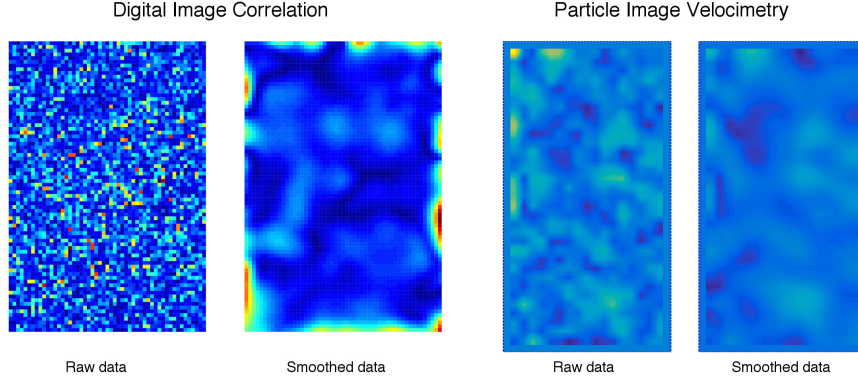 Digital Image Correlation
Particle Image Velocimetry
Raw data
Smoothed data
Raw data
Smoothed data